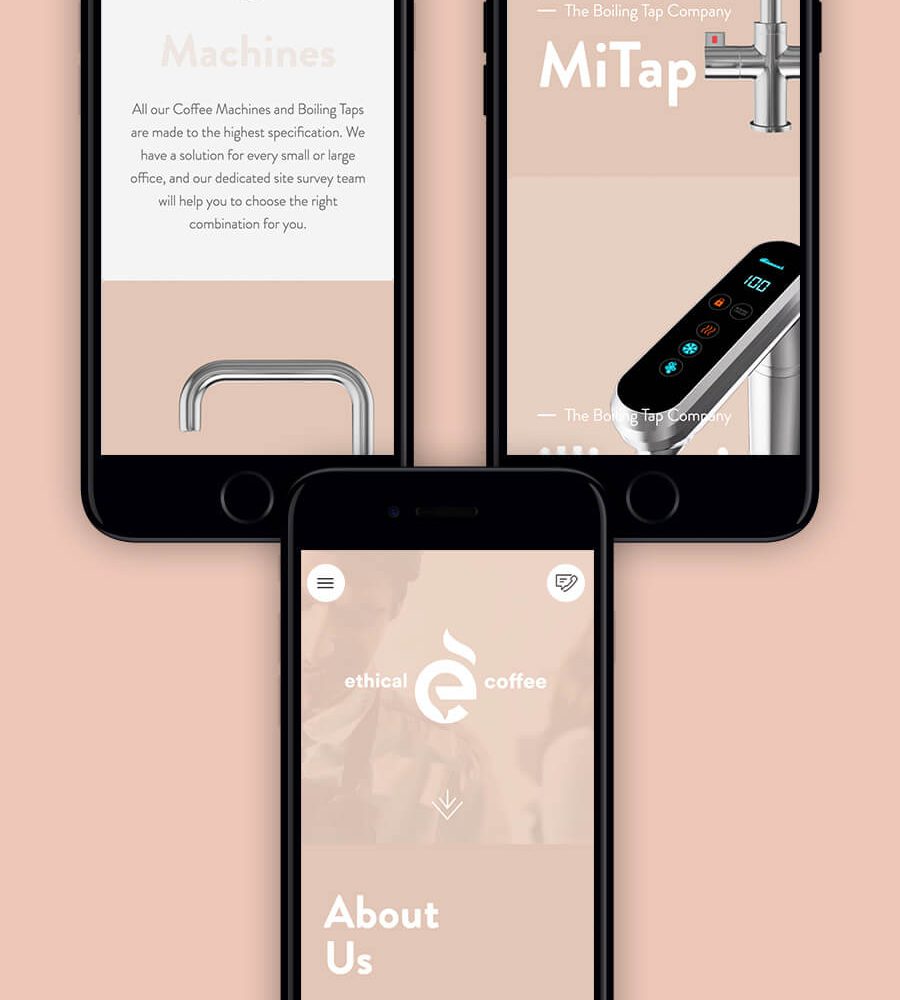 Machines
All our Coffee Machines and Boiling Taps
are made to the highest specification. We
have a solution for every small or large
office, and our dedicated site survey team
will help you to choose the right
combination for you.
The Boiling Tap Company
MiTap
100
The Boiling Tap Company
ethical coffee
About
Us